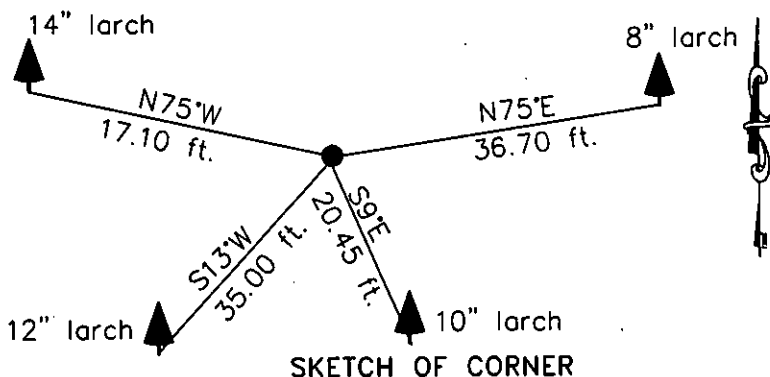 14" larch
8" larch
N75°W
17.10 ft.
N75°E
36.70 ft.
S13°W
35.00 ft.
S9°E
20.45 ft.
12" larch
10" larch
SKETCH OF CORNER